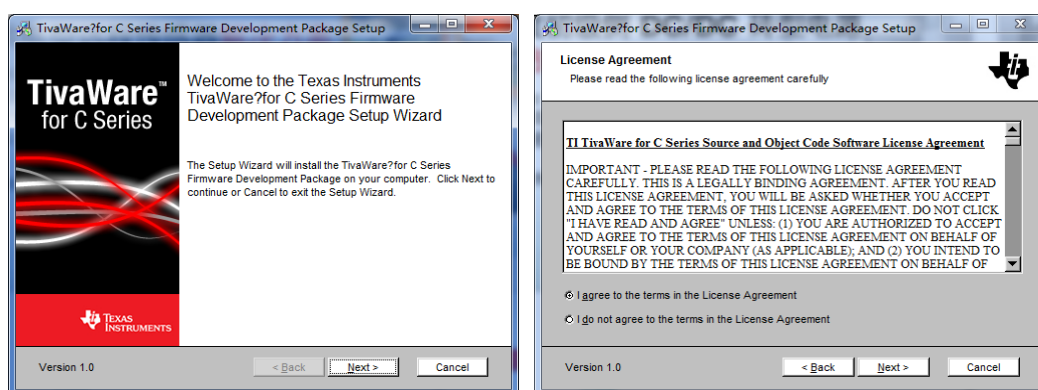 TivaWare?for C Series Firmware Development Package Setup
TivaWare™
for C Series
Welcome to the Texas Instruments
TivaWare?for C Series Firmware
Development Package Setup Wizard
The Setup Wizard will install the TivaWare?for C Series
Firmware Development Package on your computer. Click Next to
continue or Cancel to exit the Setup Wizard.
TEXAS
INSTRUMENTS
Version 1.0
< Back
Next >
Cancel
TivaWare?for C Series Firmware Development Package Setup
License Agreement
Please read the following license agreement carefully
TI TivaWare for C Series Source and Object Code Software License Agreement
IMPORTANT - PLEASE READ THE FOLLOWING LICENSE AGREEMENT
CAREFULLY. THIS IS A LEGALLY BINDING AGREEMENT. AFTER YOU READ
THIS LICENSE AGREEMENT, YOU WILL BE ASKED WHETHER YOU ACCEPT
AND AGREE TO THE TERMS OF THIS LICENSE AGREEMENT. DO NOT CLICK
"I HAVE READ AND AGREE" UNLESS: (1) YOU ARE AUTHORIZED TO ACCEPT
AND AGREE TO THE TERMS OF THIS LICENSE AGREEMENT ON BEHALF OF
YOURSELF OR YOUR COMPANY (AS APPLICABLE); AND (2) YOU INTEND TO
BE BOUND BY THE TERMS OF THIS LICENSE AGREEMENT ON BEHALF OF
I agree to the terms in the License Agreement
I do not agree to the terms in the License Agreement
Version 1.0
< Back
Next >
Cancel